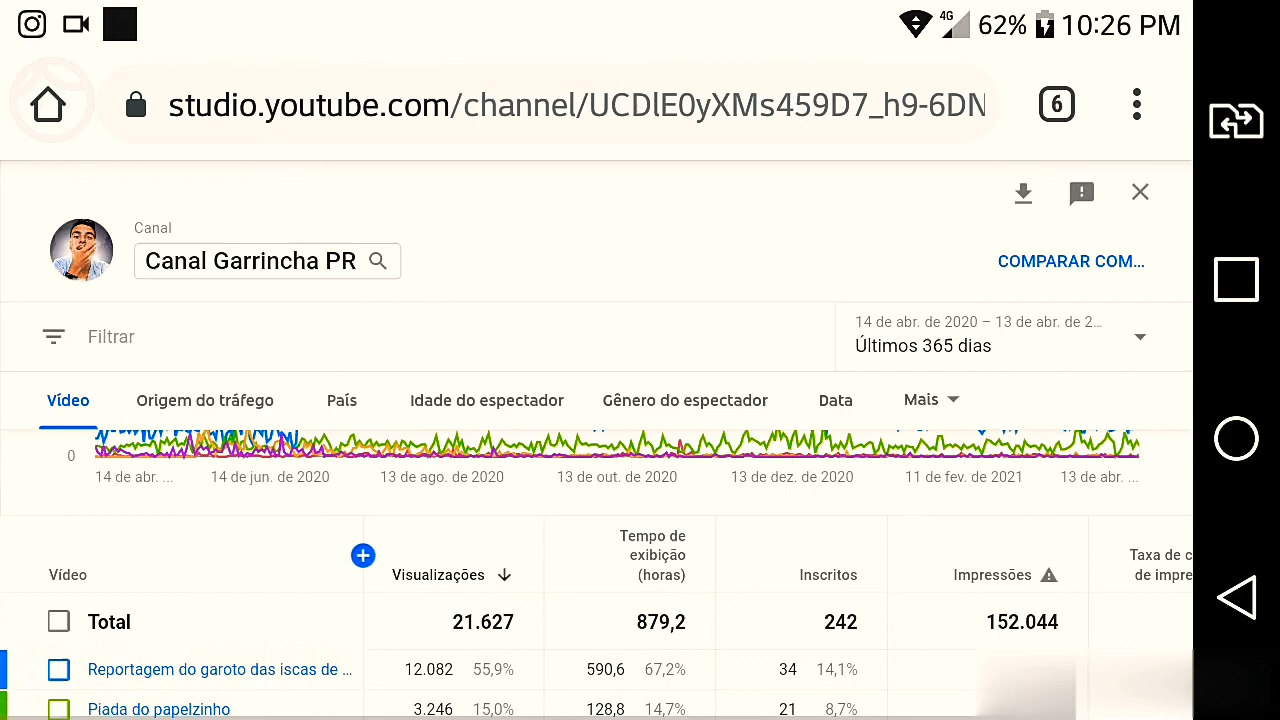 4G 62% 10:26 PM
studio.youtube.com/channel/UCDlE0yXMs459D7_h9-6DN
6
Canal
Canal Garrincha PR
COMPARAR COM...
Filtrar
14 de abr. de 2020 – 13 de abr. de 2...
Últimos 365 dias
Vídeo Origem do tráfego País Idade do espectador Gênero do espectador Data Mais
0
14 de abr. ... 14 de jun. de 2020 13 de ago. de 2020 13 de out. de 2020 13 de dez. de 2020 11 de fev. de 2021 13 de abr. ...
Vídeo
Visualizações
Tempo de
exibição
(horas)
Inscritos
Impressões
Taxa de c
de impre
Total 21.627 879,2 242 152.044
Reportagem do garoto das iscas de ... 12.082 55,9% 590,6 67,2% 34 14,1%
Piada do papelzinho 3.246 15,0% 128,8 14,7% 21 8,7%